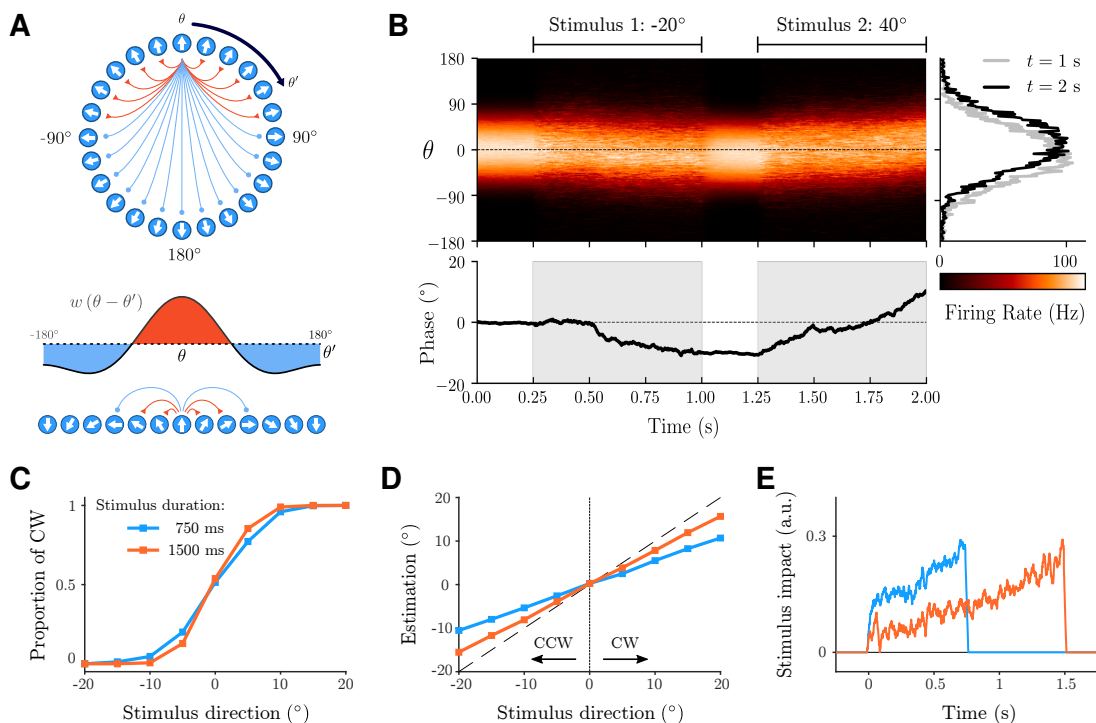 A
θ
θ′
-90°
90°
180°
w (θ − θ′)
-180°
180°
θ
θ′
B
Stimulus 1: -20°
Stimulus 2: 40°
180
90
θ
0
−90
−180
t = 1 s
t = 2 s
0
100
Firing Rate (Hz)
20
0
−20
Phase (°)
0.00 0.25 0.50 0.75 1.00 1.25 1.50 1.75 2.00
Time (s)
C
Proportion of CW
1
0.5
0
Stimulus duration:
750 ms
1500 ms
-20 -10 0 10 20
Stimulus direction (°)
D
Estimation (°)
20
10
0
-10
-20
CCW
CW
-20 -10 0 10 20
Stimulus direction (°)
E
Stimulus impact (a.u.)
0.3
0
0 0.5 1 1.5
Time (s)